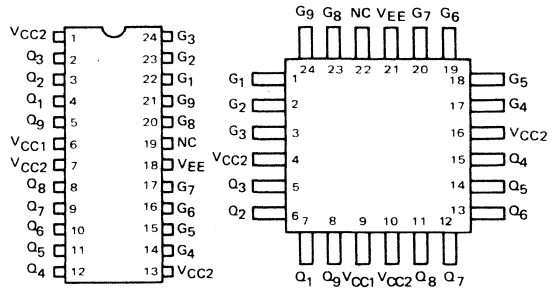 VCC2 1 24 G3
Q3 2 23 G2
Q2 3 22 G1
Q1 4 21 G9
Q9 5 20 G8
VCC1 6 19 NC
VCC2 7 18 VEE
Q8 8 17 G7
Q7 9 16 G6
Q6 10 15 G5
Q5 11 14 G4
Q4 12 13 VCC2
G9 G8 NC VEE G7 G6
24 23 22 21 20 19
G1 1 18 G5
G2 2 17 G4
G3 3 16 VCC2
VCC2 4 15 Q4
Q3 5 14 Q5
Q2 6 13 Q6
7 8 9 10 11 12
Q1 Q9 VCC1 VCC2 Q8 Q7